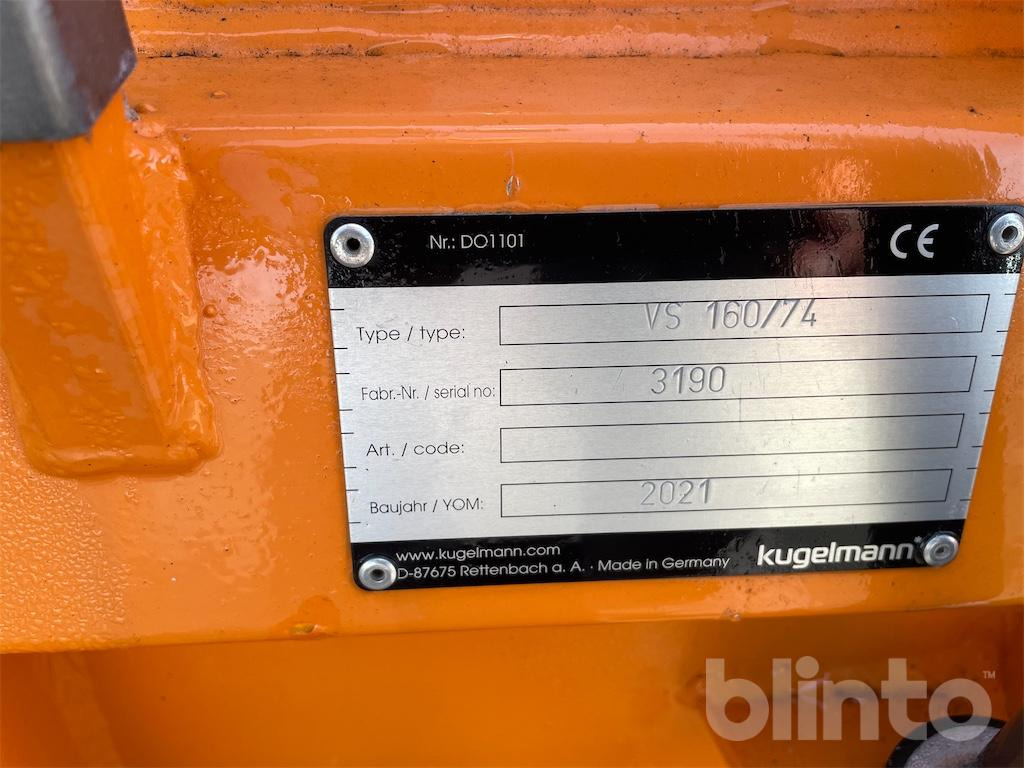 Nr.: DO1101 CE
Type / type: VS 160/74
Fabr.-Nr. / serial no: 3190
Art. / code:
Baujahr / YOM: 2021
www.kugelmann.com
D-87675 Rettenbach a. A. · Made in Germany
kugelmann®
blinto™